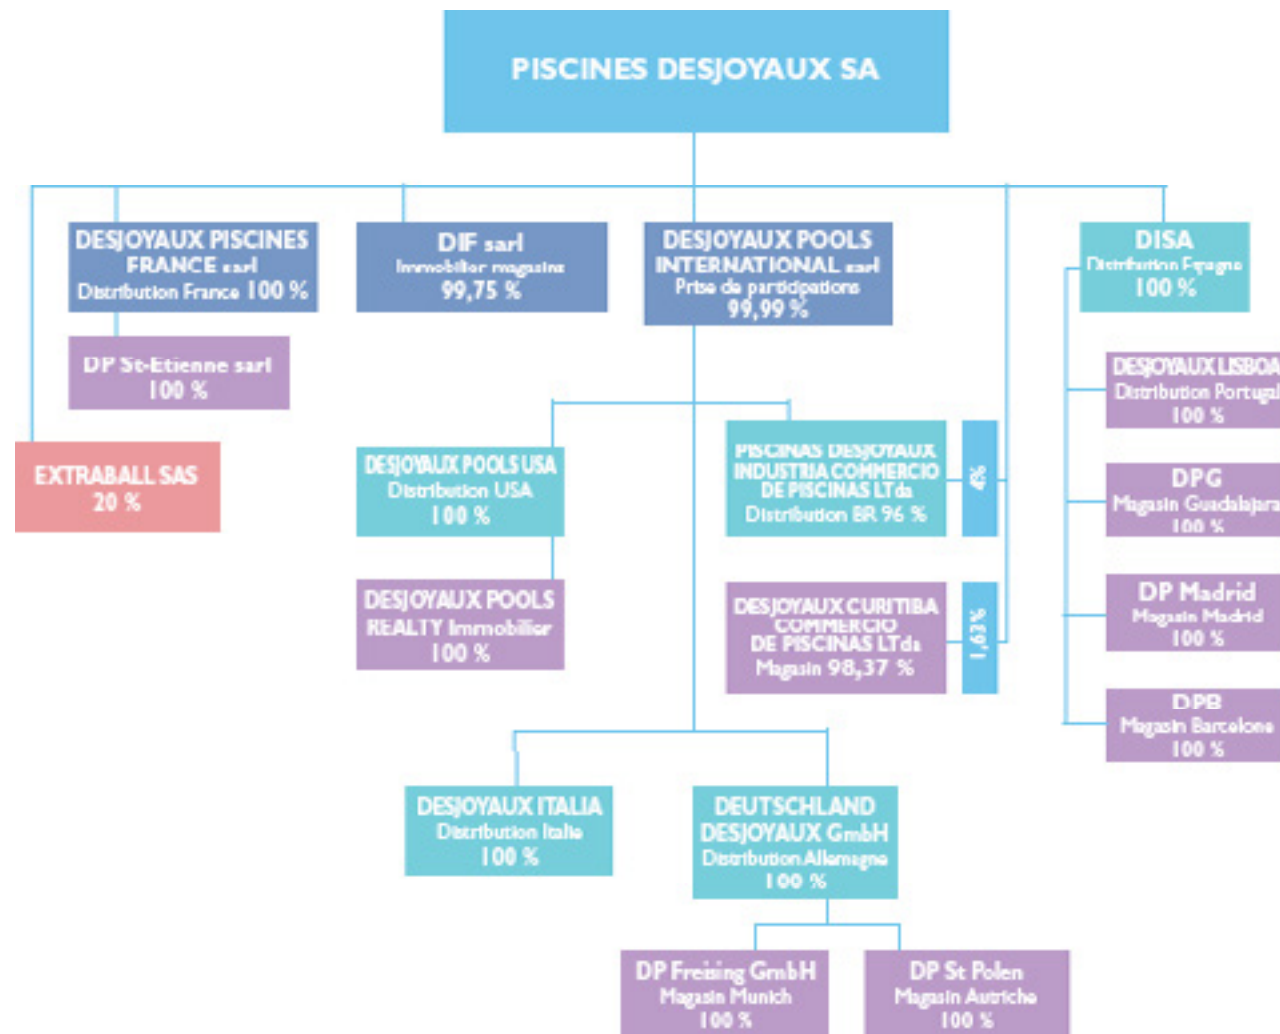 PISCINES DESJOYAUX SA
DESJOYAUX PISCINES
FRANCE sarl
Distribution France 100 %
DIF sarl
Immobilier magasins
99,75 %
DESJOYAUX POOLS
INTERNATIONAL sarl
Prise de participations
99,99 %
DISA
Distribution Espagne
100 %
DP St-Etienne sarl
100 %
EXTRABALL SAS
20 %
DESJOYAUX POOLS USA
Distribution USA
100 %
PISCINAS DESJOYAUX
INDUSTRIA COMMERCIO
DE PISCINAS LTda
Distribution BR 96 %
4%
DESJOYAUX LISBOA
Distribution Portugal
100 %
DPG
Magasin Guadalajara
100 %
DESJOYAUX POOLS
REALTY Immobilier
100 %
DESJOYAUX CURITIBA
COMMERCIO
DE PISCINAS LTda
Magasin 98,37 %
1,63%
DP Madrid
Magasin Madrid
100 %
DPB
Magasin Barcelone
100 %
DESJOYAUX ITALIA
Distribution Italie
100 %
DEUTSCHLAND
DESJOYAUX GmbH
Distribution Allemagne
100 %
DP Freising GmbH
Magasin Munich
100 %
DP St Polen
Magasin Autriche
100 %